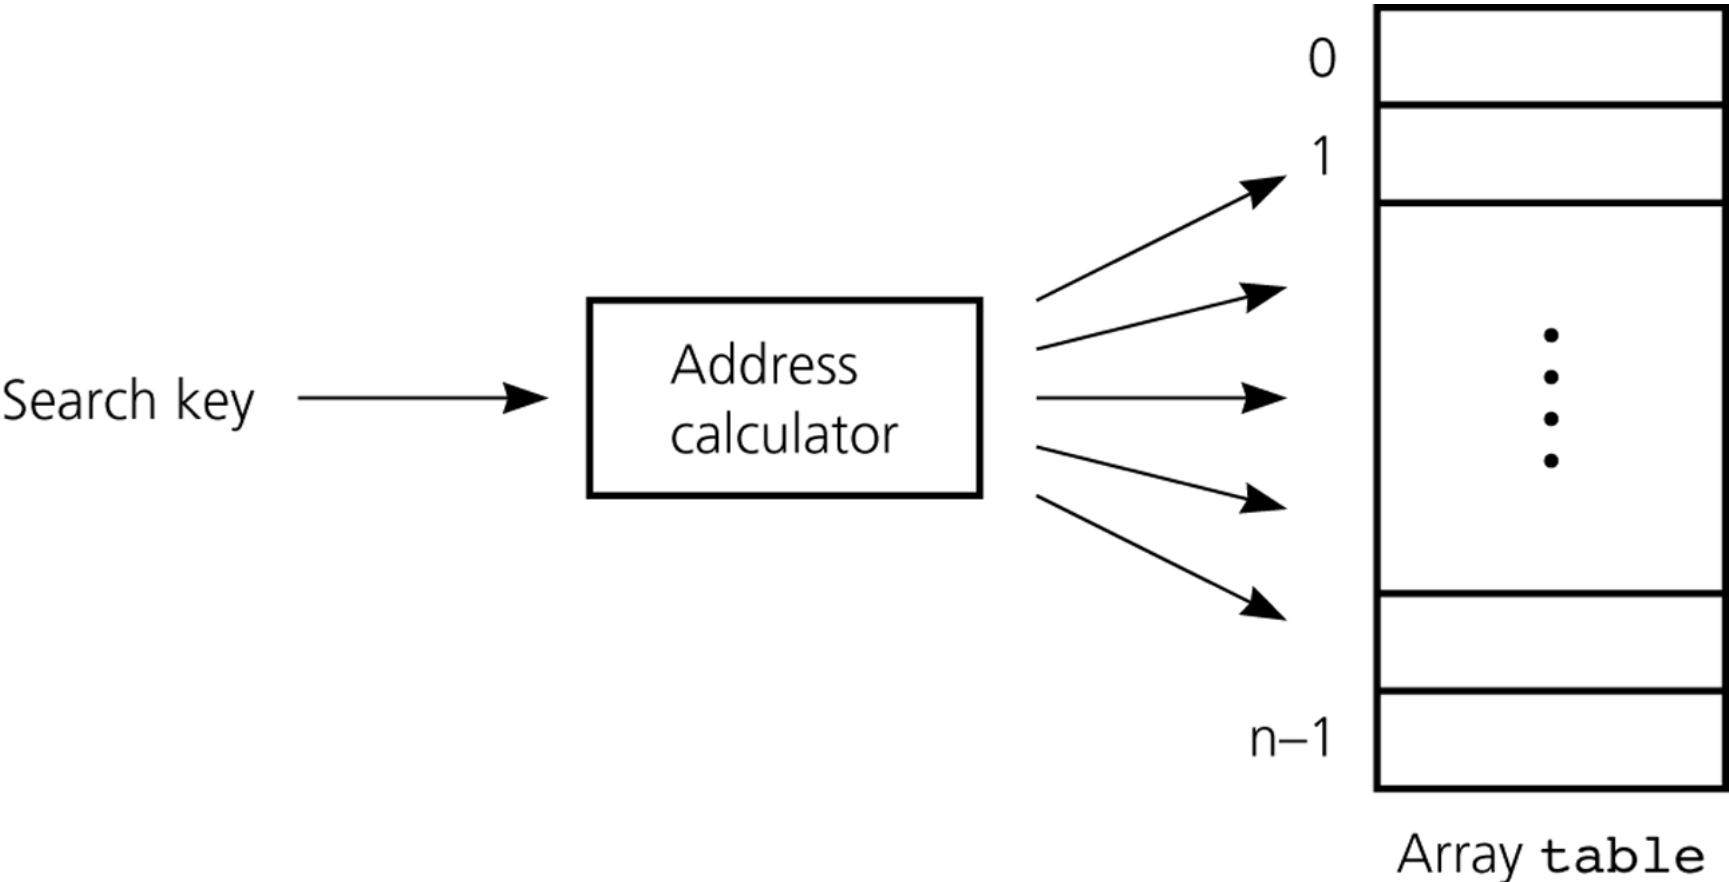 0
1
Search key
Address
calculator
n–1
Array table